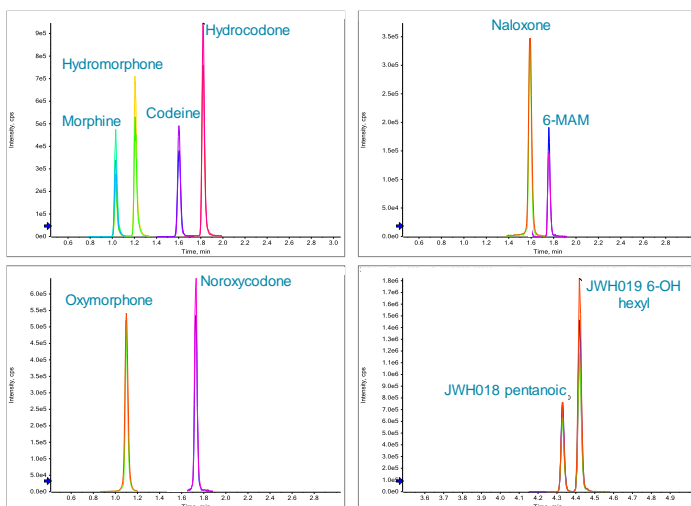 Hydrocodone
Hydromorphone
Morphine
Codeine
Intensity, cps
9e5
8e5
7e5
6e5
5e5
4e5
3e5
2e5
1e5
0e0
0.6 0.8 1.0 1.2 1.4 1.6 1.8 2.0 2.2 2.4 2.6 2.8 3.0
Time, min
Naloxone
6-MAM
Intensity, cps
3.5e5
3.0e5
2.5e5
2.0e5
1.5e5
1.0e5
5.0e4
0.0e0
0.6 0.8 1.0 1.2 1.4 1.6 1.8 2.0 2.2 2.4 2.6 2.8
Time, min
Noroxycodone
Oxymorphone
Intensity, cps
6.0e5
5.5e5
5.0e5
4.5e5
4.0e5
3.5e5
3.0e5
2.5e5
2.0e5
1.5e5
1.0e5
5.0e4
0.0e0
0.6 0.8 1.0 1.2 1.4 1.6 1.8 2.0 2.2 2.4 2.6 2.8
Time, min
JWH019 6-OH
hexyl
JWH018 pentanoic
Intensity, cps
1.8e6
1.7e6
1.6e6
1.5e6
1.4e6
1.3e6
1.2e6
1.1e6
1.0e6
9.0e5
8.0e5
7.0e5
6.0e5
5.0e5
4.0e5
3.0e5
2.0e5
1.0e5
0.0e0
3.6 3.7 3.8 3.9 4.0 4.1 4.2 4.3 4.4 4.5 4.6 4.7 4.8 4.9
Time, min